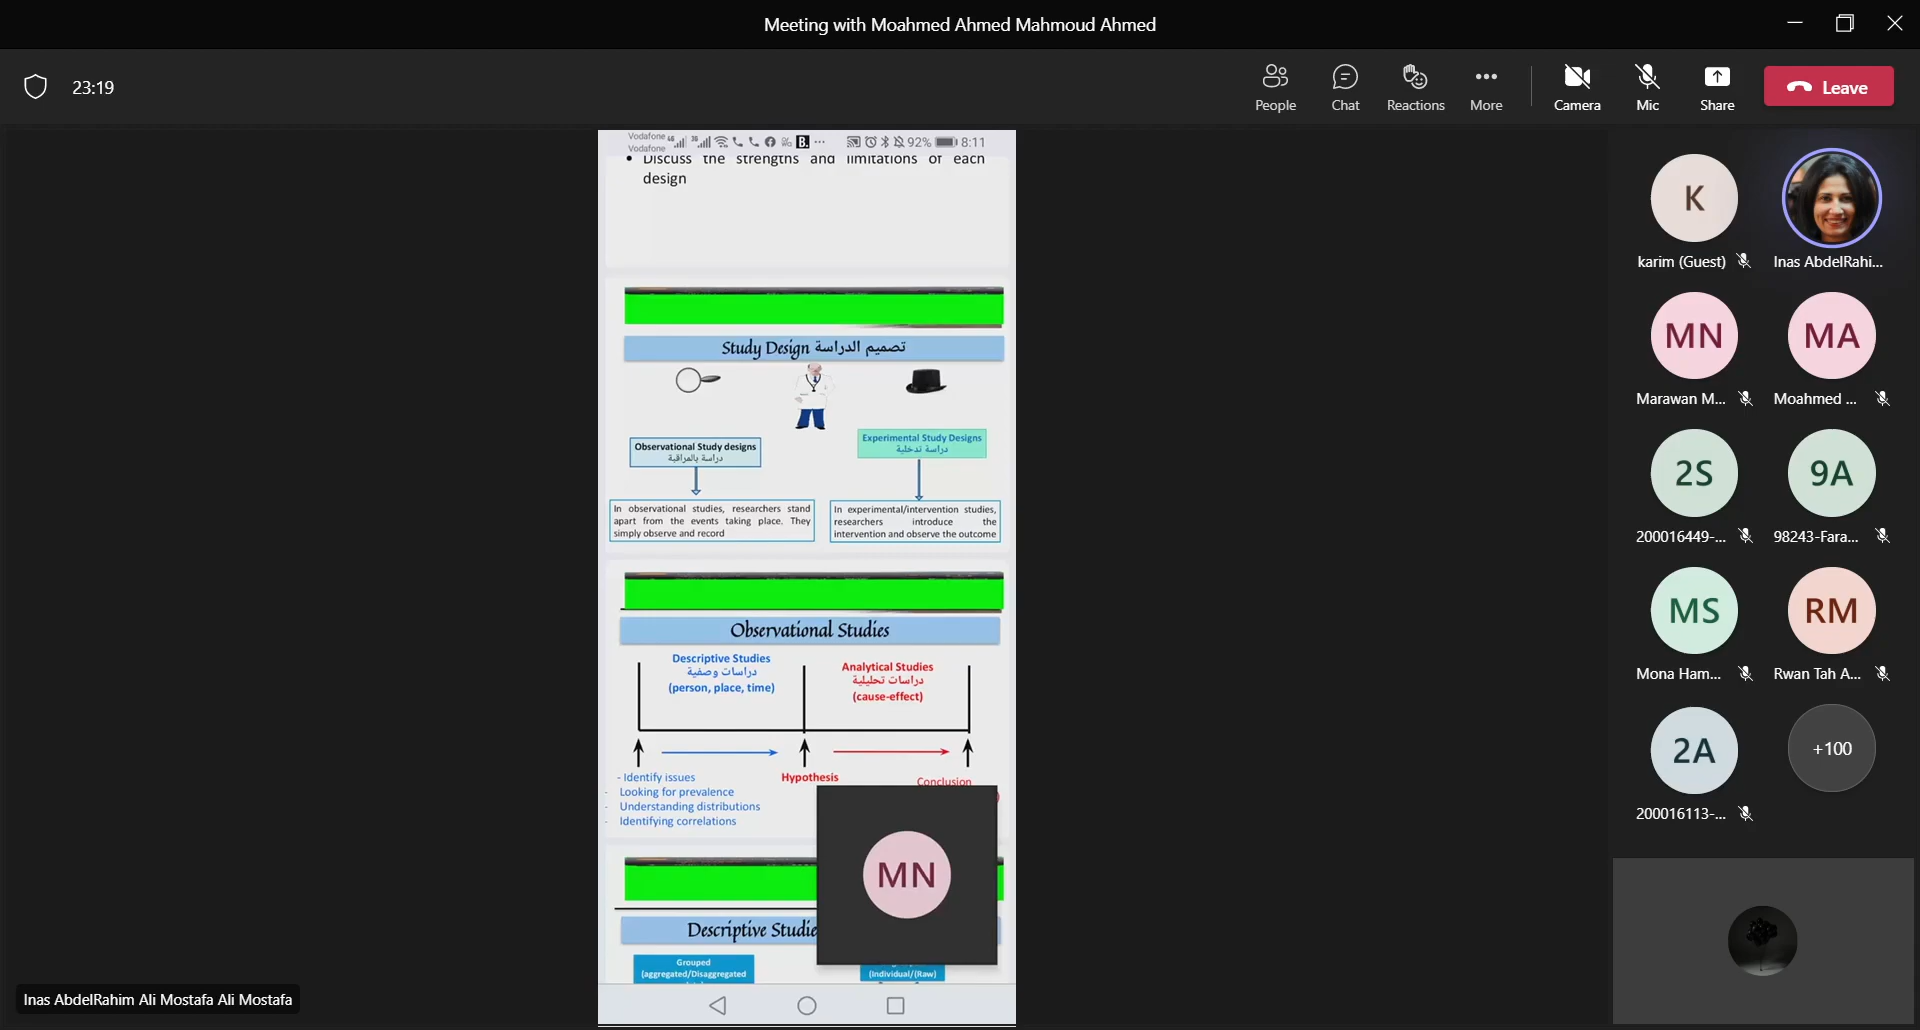 Meeting with Moahmed Ahmed Mahmoud Ahmed
23:19
People
Chat
Reactions
More
Camera
Mic
Share
Leave
Vodafone
Vodafone
4G
3G
B.
92%
8:11
• Discuss the strengths and limitations of each
design
Study Design تصميم الدراسة
Observational Study designs
دراسة بالمراقبة
Experimental Study Designs
دراسة تدخلية
In observational studies, researchers stand
apart from the events taking place. They
simply observe and record
In experimental/intervention studies,
researchers introduce the
intervention and observe the outcome
Observational Studies
Descriptive Studies
دراسات وصفية
(person, place, time)
Analytical Studies
دراسات تحليلية
(cause-effect)
- Identify issues
- Looking for prevalence
- Understanding distributions
- Identifying correlations
Hypothesis
Conclusion
MN
Descriptive Studie
Grouped
(aggregated/Disaggregated
(Individual/(Raw)
K
karim (Guest)
Inas AbdelRahi...
MN
Marawan M...
MA
Moahmed ...
2S
200016449-...
9A
98243-Fara...
MS
Mona Ham...
RM
Rwan Tah A...
2A
200016113-...
+100
Inas AbdelRahim Ali Mostafa Ali Mostafa